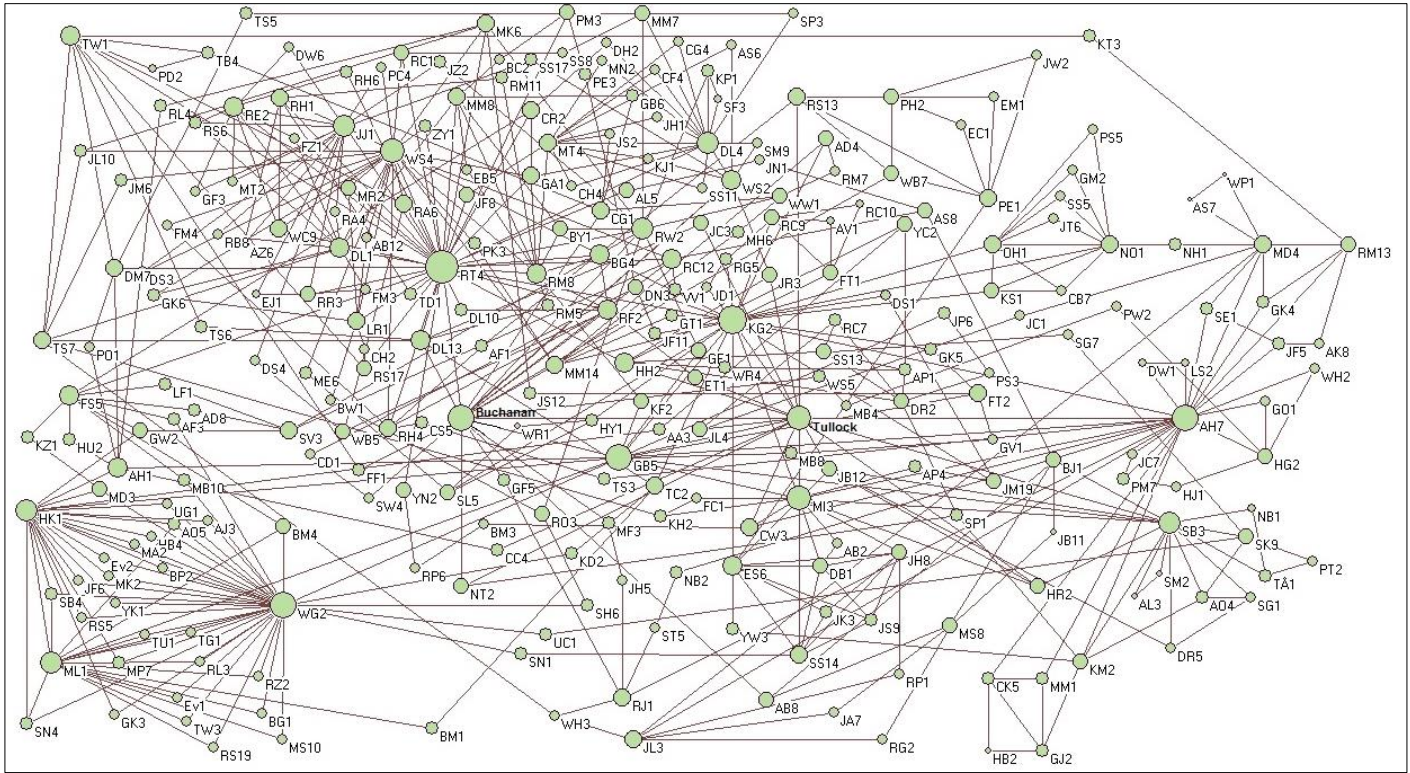 TS5
PM3
MM7
SP3
TW1
MK6
KT3
TB4
DW6
RC1
JZ2
BC2
SS17
SS8
DH2
CG4
AS6
JW2
PD2
RH6
PC4
RM11
PE3
MN2
CF4
KP1
SF3
RL4
RE2
RH1
MM8
CR2
GB6
RS13
PH2
EM1
RS6
JJ1
ZY1
JS2
JH1
EC1
PS5
FZ1
WS4
MT4
DL4
SM9
AD4
JL10
KJ1
JN1
GM2
JM6
GF3
MT2
MR2
EB5
GA1
CH4
SS11
WS2
RM7
WB7
WP1
RA4
RA6
JF8
AL5
WW1
PE1
SS5
AS7
FM4
RB8
WC9
AB12
CG1
JC3
RC9
RC10
AS8
JT6
AZ6
DL1
PK3
BY1
RW2
MH6
AV1
YC2
OH1
NO1
NH1
MD4
RM13
DM7
DS3
RT4
RM8
BG4
RC12
RG5
JR3
FT1
GK6
EJ1
RR3
FM3
TD1
DN3
VV1
JD1
DS1
KS1
CB7
DL10
RM5
RF2
GT1
KG2
JC1
PW2
SE1
GK4
TS6
LR1
JF11
RC7
JP6
SG7
TS7
PO1
DS4
CH2
DL13
AF1
GE1
SS13
GK5
JF5
AK8
ME6
RS17
MM14
HH2
WR4
AP1
DW1
LS2
WH2
FS5
LF1
BW1
JS12
ET1
WS5
PS3
AD8
KF2
MB4
DR2
FT2
GO1
AF3
Buchanan
WR1
HY1
Tullock
AH7
KZ1
HU2
GW2
SV3
WB5
RH4
CS5
AA3
JL4
GV1
CD1
GB5
MB8
BJ1
JC7
HG2
AH1
FF1
TS3
JB12
AP4
MB10
SW4
YN2
SL5
GF5
TC2
JM19
PM7
HJ1
MD3
FC1
MI3
HK1
UG1
RO3
KH2
SP1
NB1
AO5
AJ3
BM4
BM3
MF3
CW3
JB11
SB3
SK9
HB4
MA2
CC4
KD2
AB2
JH8
Ev2
BP2
RP6
NB2
ES6
DB1
SM2
TA1
PT2
JF6
MK2
NT2
JH5
HR2
SB4
YK1
AL3
AO4
SG1
RS5
WG2
SH6
JK3
JS9
TU1
TG1
UC1
ST5
YW3
MS8
DR5
ML1
MP7
RL3
SN1
SS14
KM2
RZ2
RP1
CK5
MM1
Ev1
RJ1
AB8
GK3
TW3
BG1
WH3
JA7
SN4
BM1
RS19
MS10
JL3
RG2
HB2
GJ2